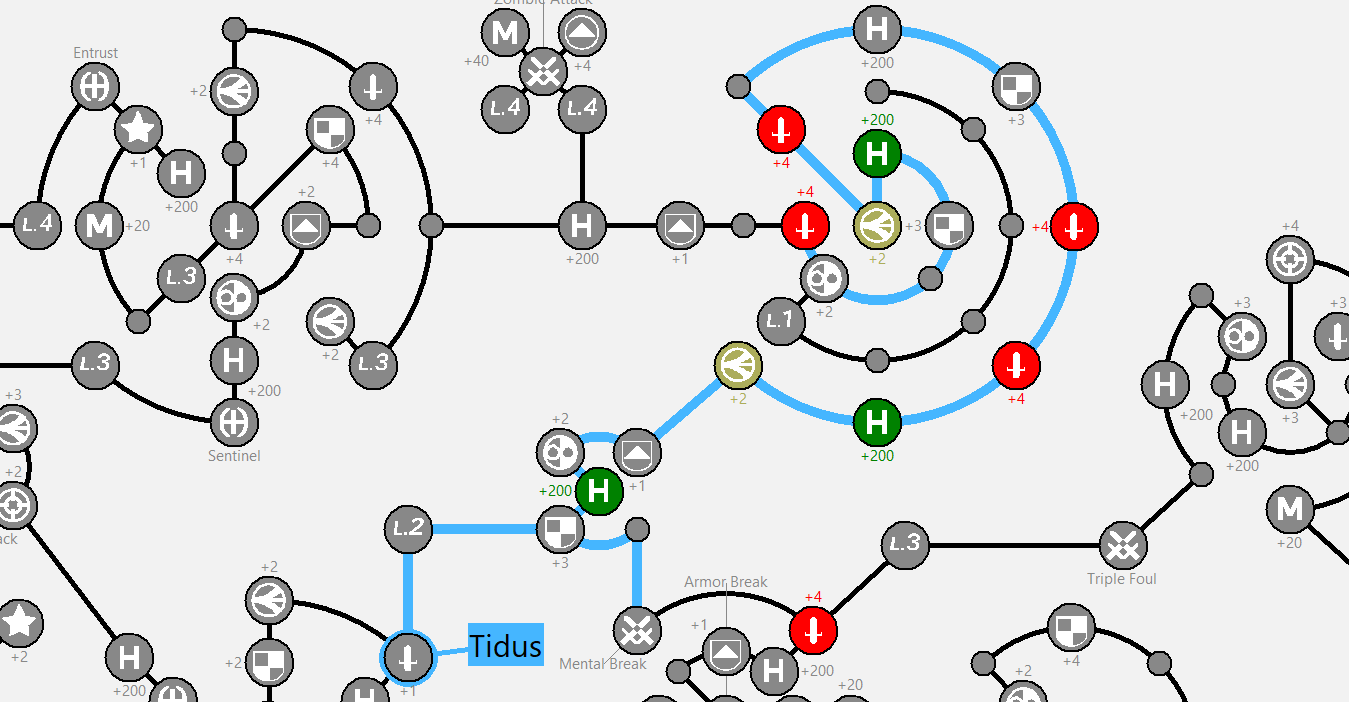 Zombie Attack
M
H
+200
+40
+4
Entrust
+2
+4
L.4
L.4
+3
+200
H
+1
H
+200
+4
+4
+4
+2
L.4
M
+20
+4
H
+200
+1
+3
+2
+4
+4
L.3
+2
L.1
+2
+3
+3
L.3
H
+200
+2
L.3
+2
+4
H
+200
H
+200
+3
+3
Sentinel
H
+200
H
+200
+2
+2
+200
H
+1
M
+20
ack
L.2
+3
L.3
Triple Foul
+2
Armor Break
+4
+1
+2
H
+200
+2
Tidus
+1
Mental Break
H
+200
+20
+4
+2
H